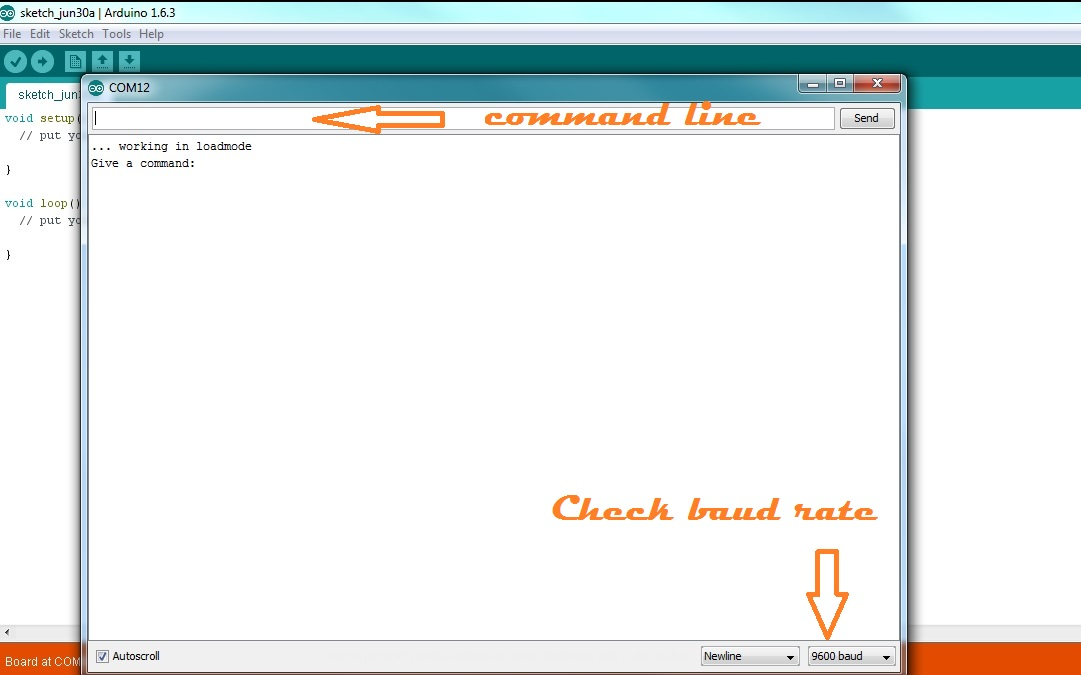 sketch_jun30a | Arduino 1.6.3
File Edit Sketch Tools Help
sketch_jun
COM12
void setup(
command line
Send
// put yo
... working in loadmode
Give a command:
}
void loop()
// put yo
}
Check baud rate
Autoscroll
Newline
9600 baud
Board at COM